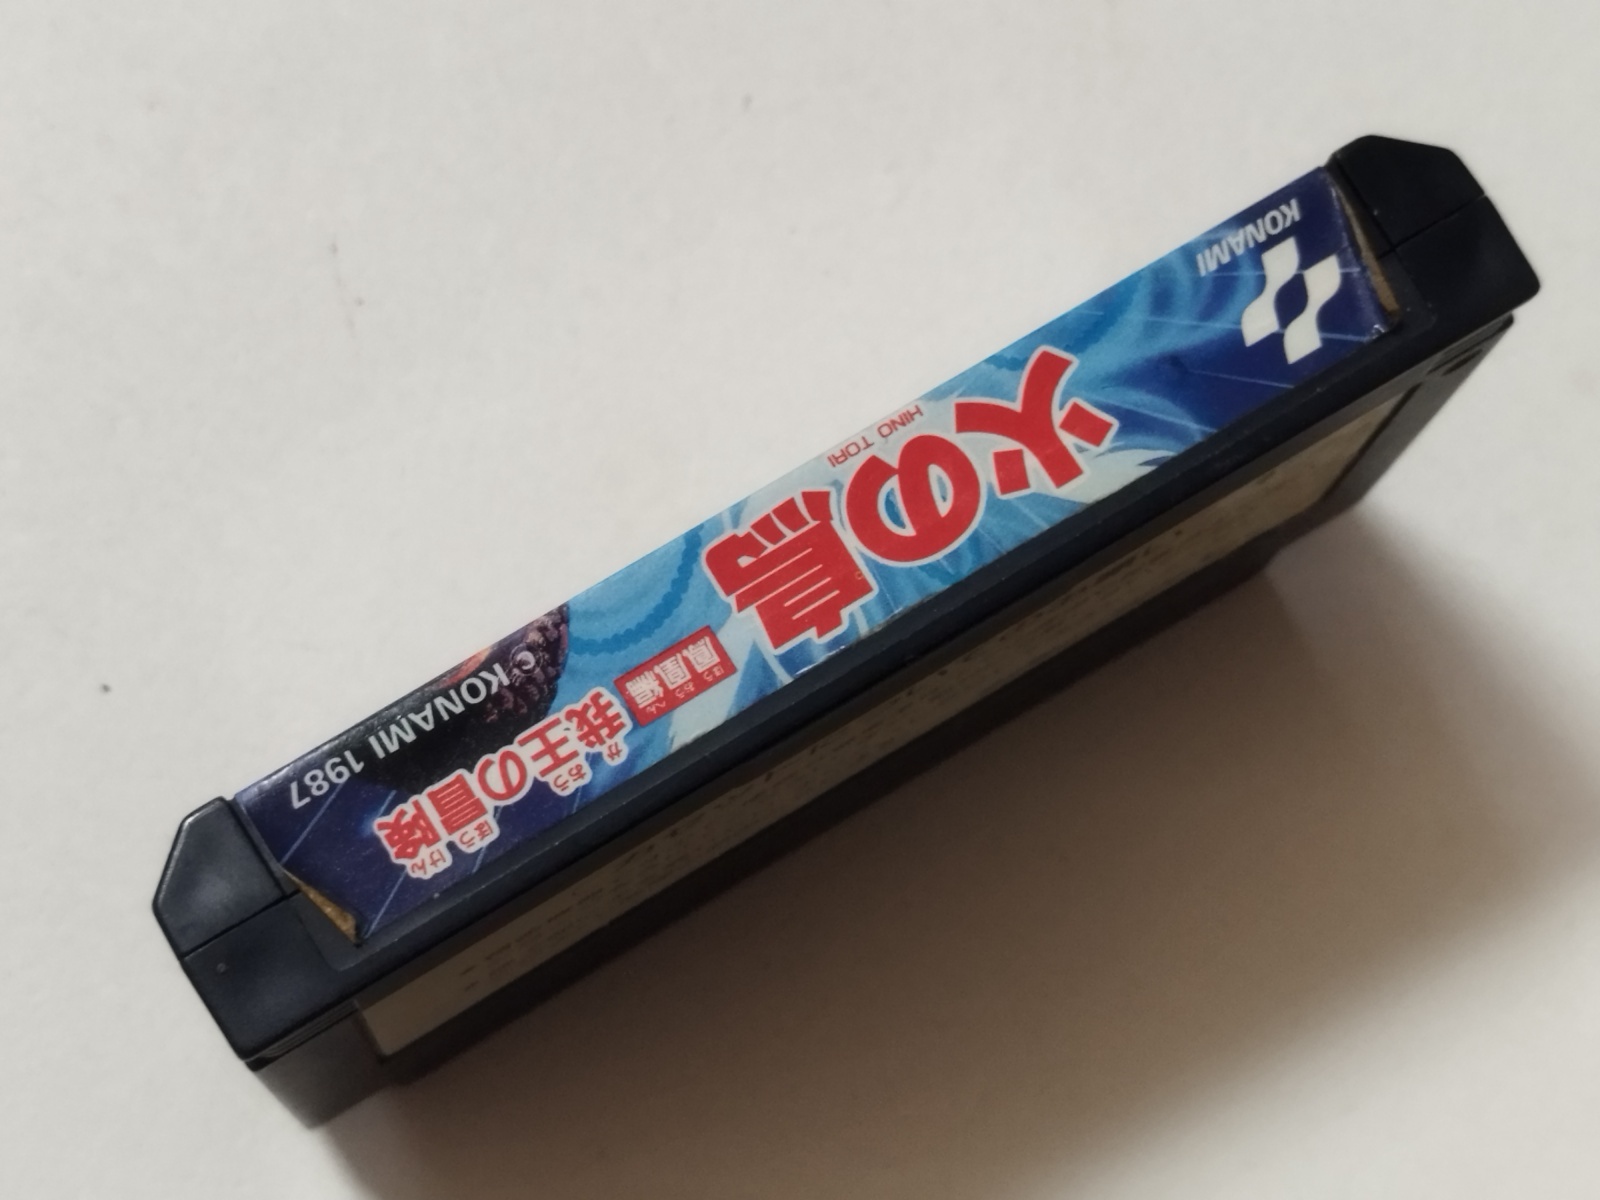 KONAMI
火の鳥
HINO TORI
鳳凰編
ほう おう へん
我王の冒険
が おう ぼう けん
© KONAMI 1987